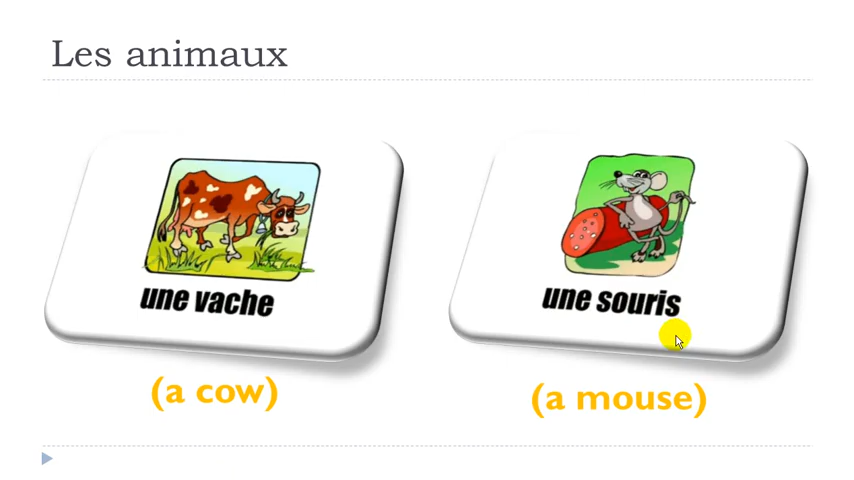 Les animaux
une vache
une souris
(a cow)
(a mouse)